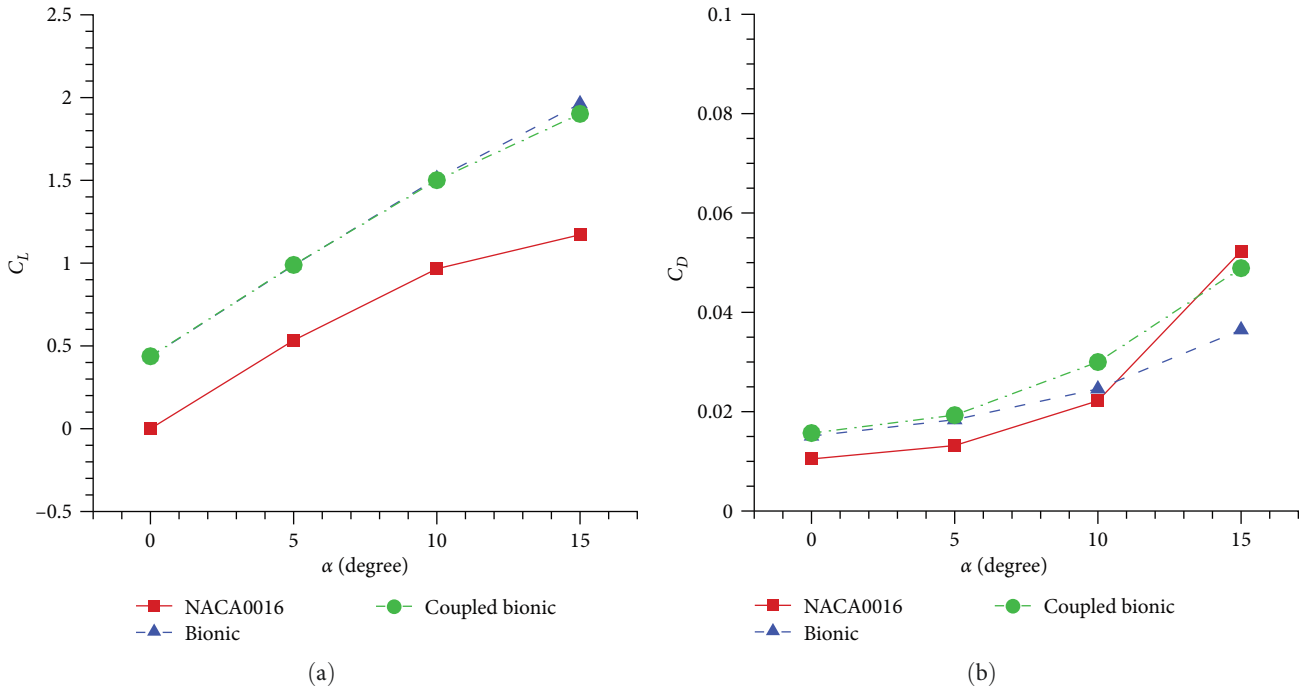 2.5
2
1.5
1
0.5
0
−0.5
C_L
0 5 10 15
α (degree)
NACA0016
Bionic
Coupled bionic
(a)
0.1
0.08
0.06
0.04
0.02
0
C_D
0 5 10 15
α (degree)
NACA0016
Bionic
Coupled bionic
(b)